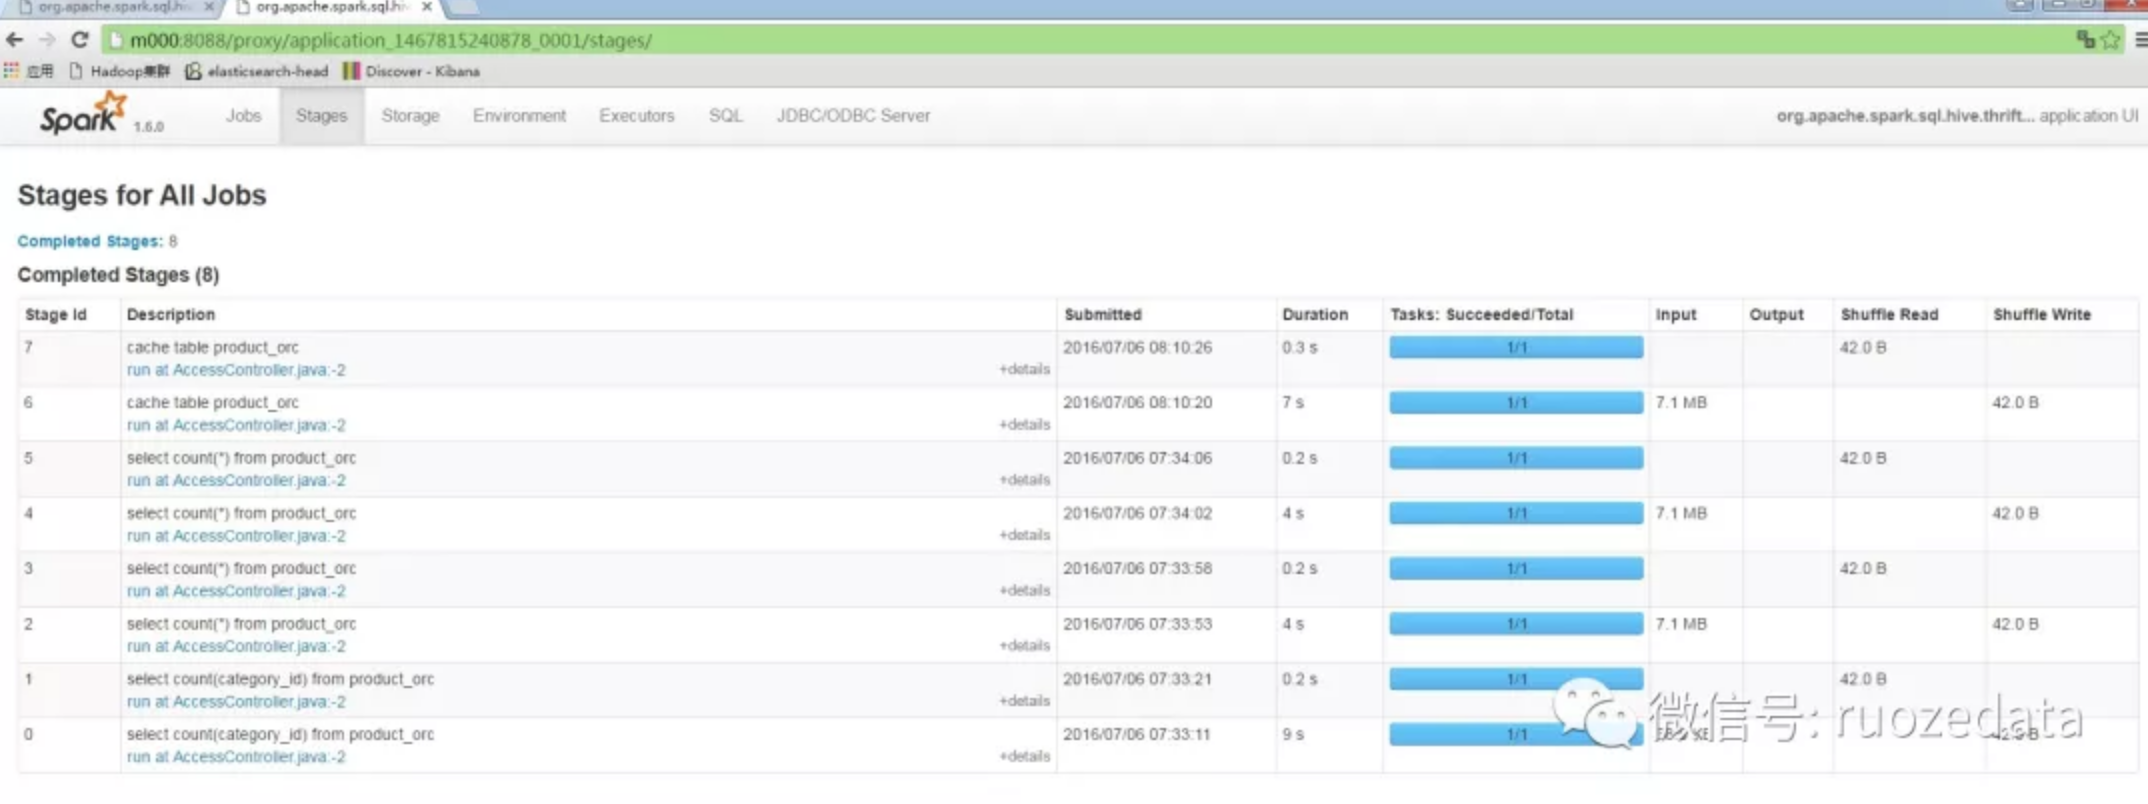 org.apache.spark.sql.hiv × org.apache.spark.sql.hiv ×
m000:8088/proxy/application_1467815240878_0001/stages/
应用 Hadoop集群 elasticsearch-head Discover - Kibana
Spark 1.6.0 Jobs Stages Storage Environment Executors SQL JDBC/ODBC Server org.apache.spark.sql.hive.thrift... application UI
Stages for All Jobs
Completed Stages: 8
Completed Stages (8)
Stage Id Description Submitted Duration Tasks: Succeeded/Total Input Output Shuffle Read Shuffle Write
7 cache table product_orc 2016/07/06 08:10:26 0.3 s 1/1 42.0 B
run at AccessController.java:-2 +details
6 cache table product_orc 2016/07/06 08:10:20 7 s 1/1 7.1 MB 42.0 B
run at AccessController.java:-2 +details
5 select count(*) from product_orc 2016/07/06 07:34:06 0.2 s 1/1 42.0 B
run at AccessController.java:-2 +details
4 select count(*) from product_orc 2016/07/06 07:34:02 4 s 1/1 7.1 MB 42.0 B
run at AccessController.java:-2 +details
3 select count(*) from product_orc 2016/07/06 07:33:58 0.2 s 1/1 42.0 B
run at AccessController.java:-2 +details
2 select count(*) from product_orc 2016/07/06 07:33:53 4 s 1/1 7.1 MB 42.0 B
run at AccessController.java:-2 +details
1 select count(category_id) from product_orc 2016/07/06 07:33:21 0.2 s 1/1 42.0 B
run at AccessController.java:-2 +details
微信号: ruozedata
0 select count(category_id) from product_orc 2016/07/06 07:33:11 9 s 1/1
run at AccessController.java:-2 +details